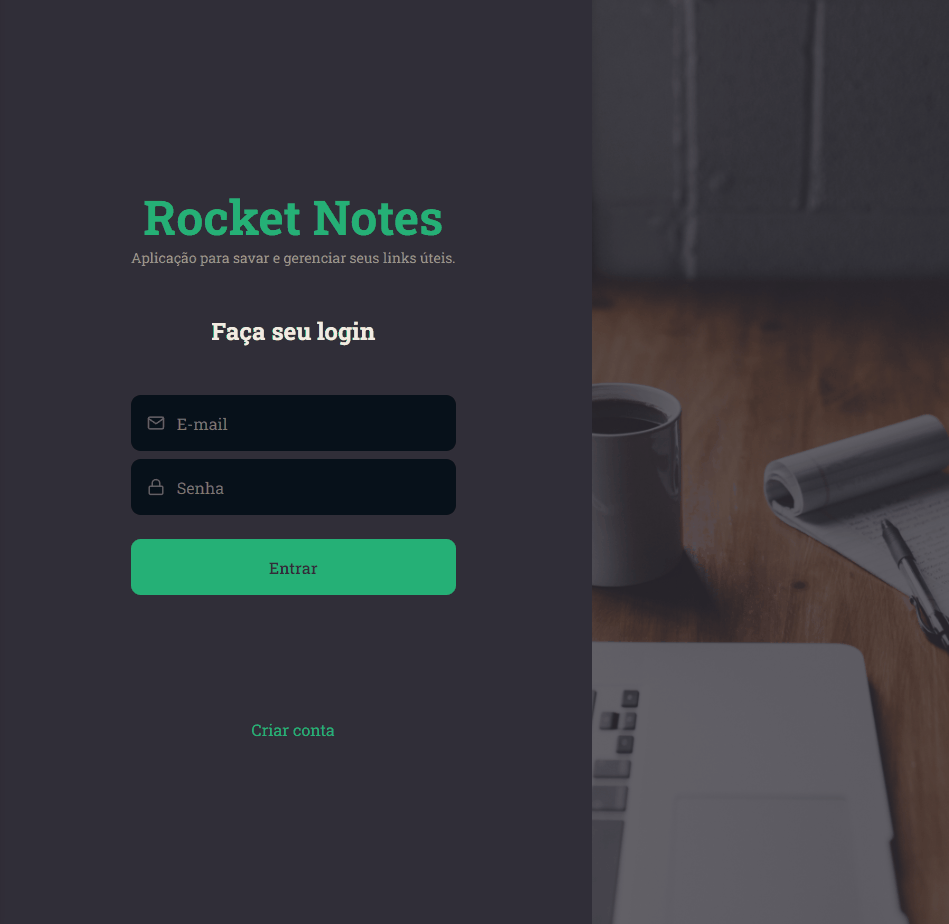 Rocket Notes
Aplicação para savar e gerenciar seus links úteis.
Faça seu login
E-mail
Senha
Entrar
Criar conta